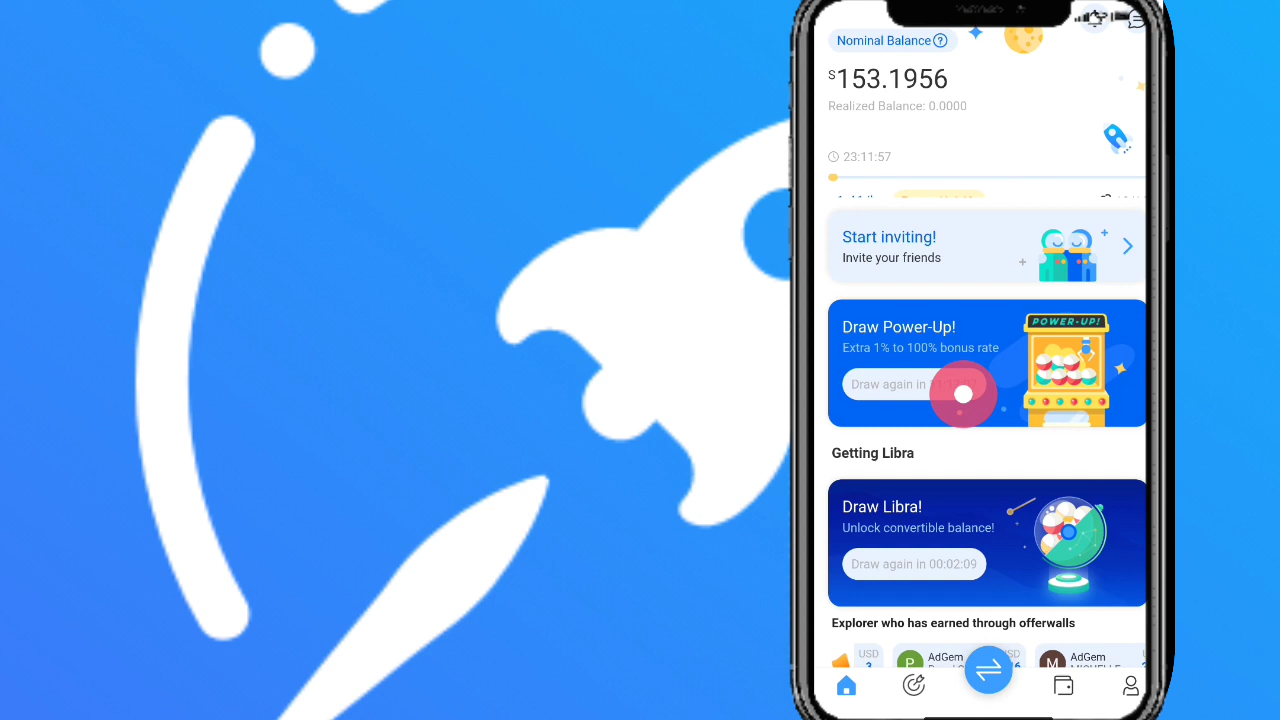 Nominal Balance
S153.1956
Realized Balance: 0.0000
23:11:57
Start inviting!
Invite your friends
Draw Power-Up!
Extra 1% to 100% bonus rate
Draw again in
POWER-UP!
Getting Libra
Draw Libra!
Unlock convertible balance!
Draw again in 00:02:09
Explorer who has earned through offerwalls
USD
P AdGem
M AdGem